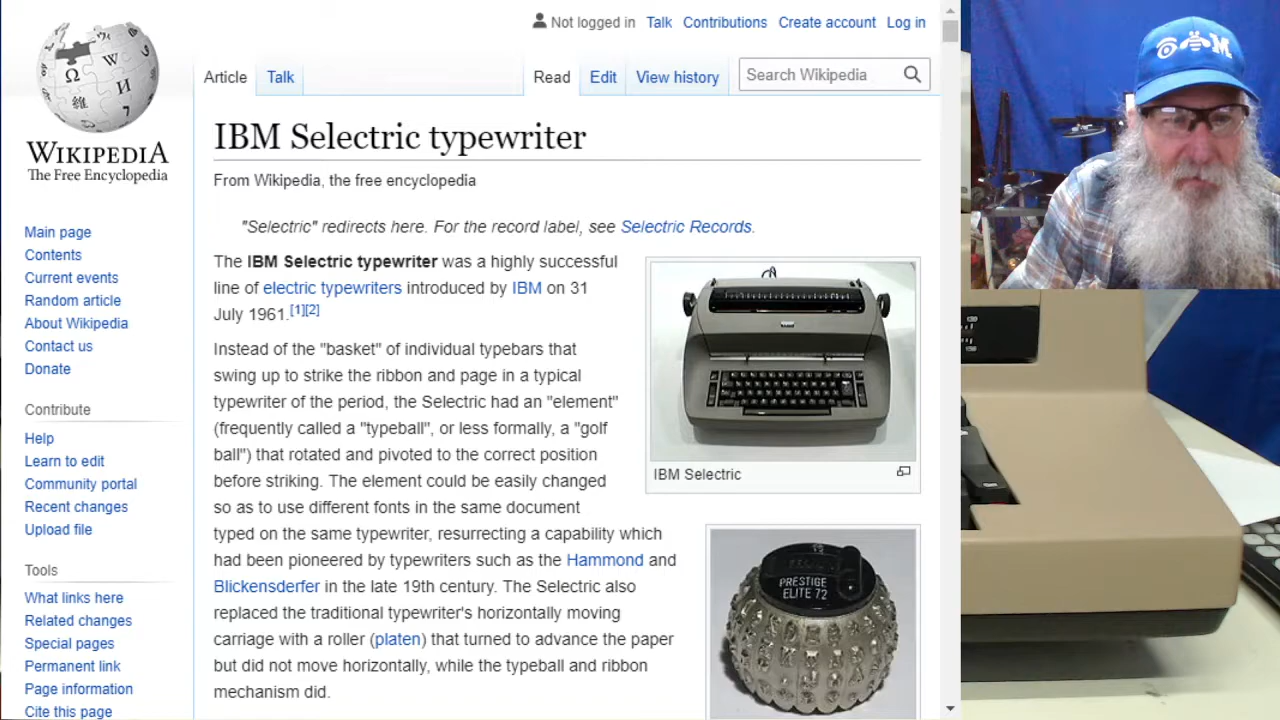 Not logged in Talk Contributions Create account Log in
Article Talk Read Edit View history Search Wikipedia
WIKIPEDIA
The Free Encyclopedia
Main page
Contents
Current events
Random article
About Wikipedia
Contact us
Donate
Contribute
Help
Learn to edit
Community portal
Recent changes
Upload file
Tools
What links here
Related changes
Special pages
Permanent link
Page information
Cite this page
IBM Selectric typewriter
From Wikipedia, the free encyclopedia
"Selectric" redirects here. For the record label, see Selectric Records.
The IBM Selectric typewriter was a highly successful
line of electric typewriters introduced by IBM on 31
July 1961.[1][2]
Instead of the "basket" of individual typebars that
swing up to strike the ribbon and page in a typical
typewriter of the period, the Selectric had an "element"
(frequently called a "typeball", or less formally, a "golf
ball") that rotated and pivoted to the correct position
before striking. The element could be easily changed
so as to use different fonts in the same document
typed on the same typewriter, resurrecting a capability which
had been pioneered by typewriters such as the Hammond and
Blickensderfer in the late 19th century. The Selectric also
replaced the traditional typewriter's horizontally moving
carriage with a roller (platen) that turned to advance the paper
but did not move horizontally, while the typeball and ribbon
mechanism did.
IBM Selectric
PRESTIGE
ELITE 72
M